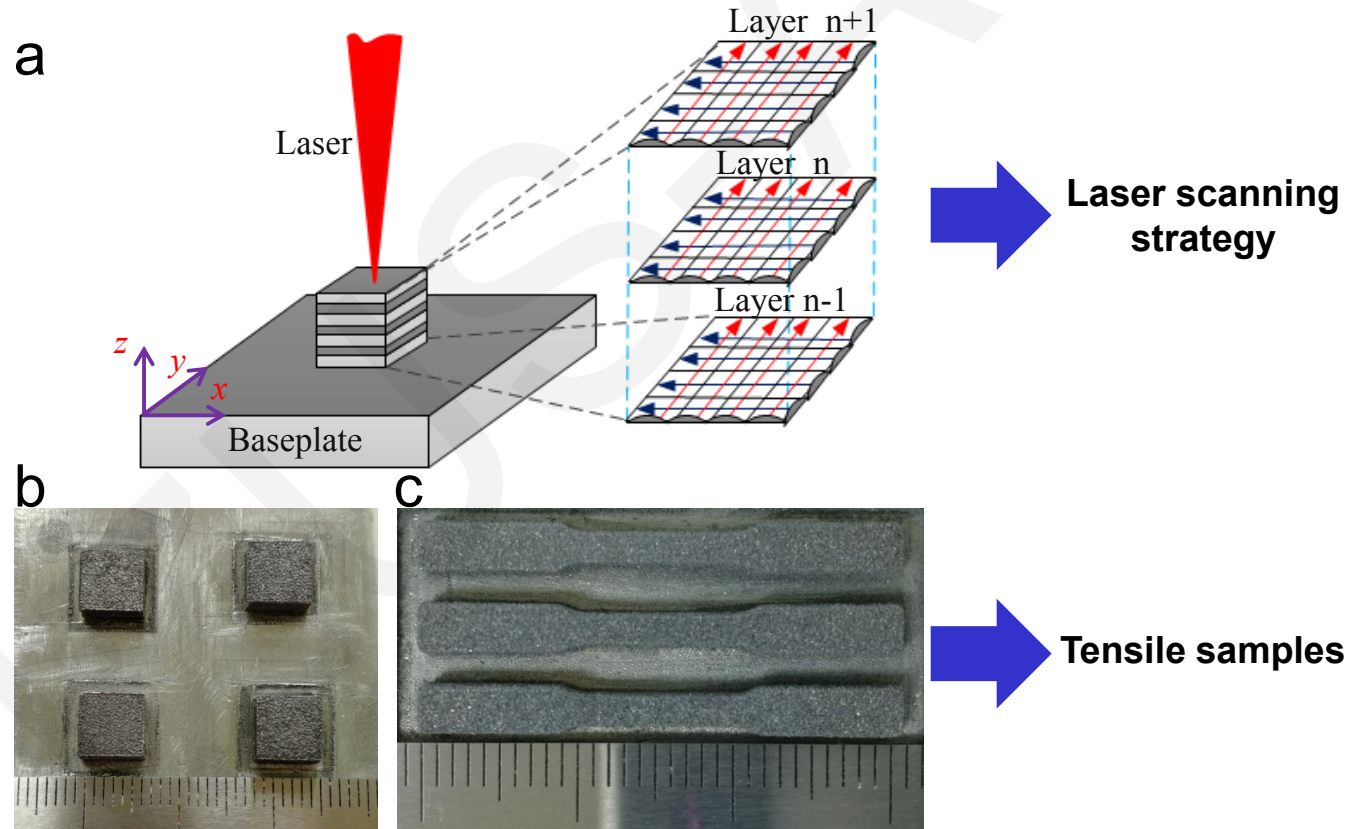 a
Layer n+1
Laser
Layer n
Laser scanning
strategy
Layer n-1
z
y
x
Baseplate
b
c
Tensile samples